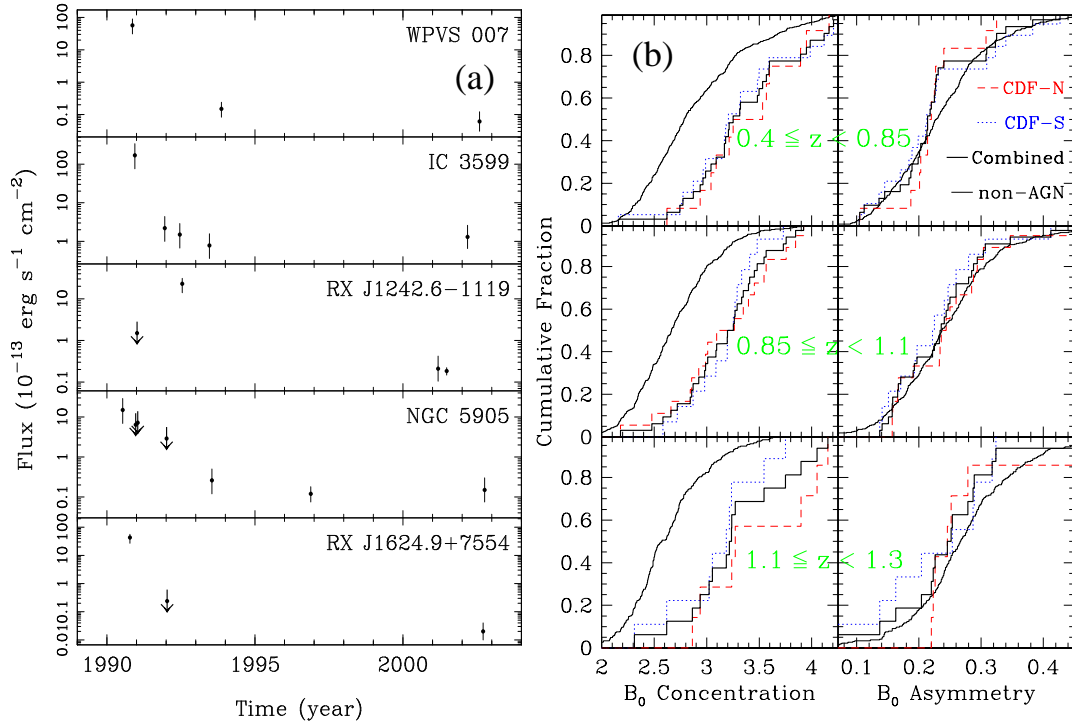 (a)
WPVS 007
100
10
1
0.1
IC 3599
100
10
1
RX J1242.6−1119
10
1
0.1
NGC 5905
10
1
0.1
RX J1624.9+7554
100
10
1
0.1
0.01
Flux (10⁻¹³ erg s⁻¹ cm⁻²)
1990 1995 2000
Time (year)
(b)
CDF−N
CDF−S
Combined
non−AGN
0.4 ≦ z < 0.85
0.85 ≦ z < 1.1
1.1 ≦ z < 1.3
Cumulative Fraction
0.8
0.6
0.4
0.2
0
0.8
0.6
0.4
0.2
0
0.8
0.6
0.4
0.2
0
2 2.5 3 3.5 4
B₀ Concentration
0.1 0.2 0.3 0.4
B₀ Asymmetry